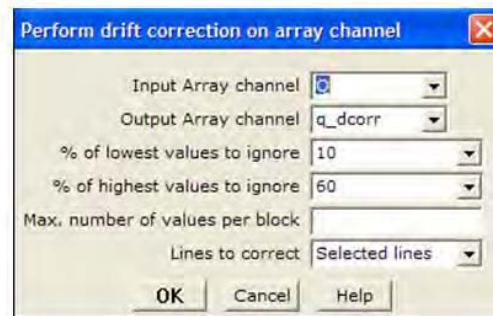 Perform drift correction on array channel
Input Array channel Q
Output Array channel q_dcorr
% of lowest values to ignore 10
% of highest values to ignore 60
Max. number of values per block
Lines to correct Selected lines
OK Cancel Help